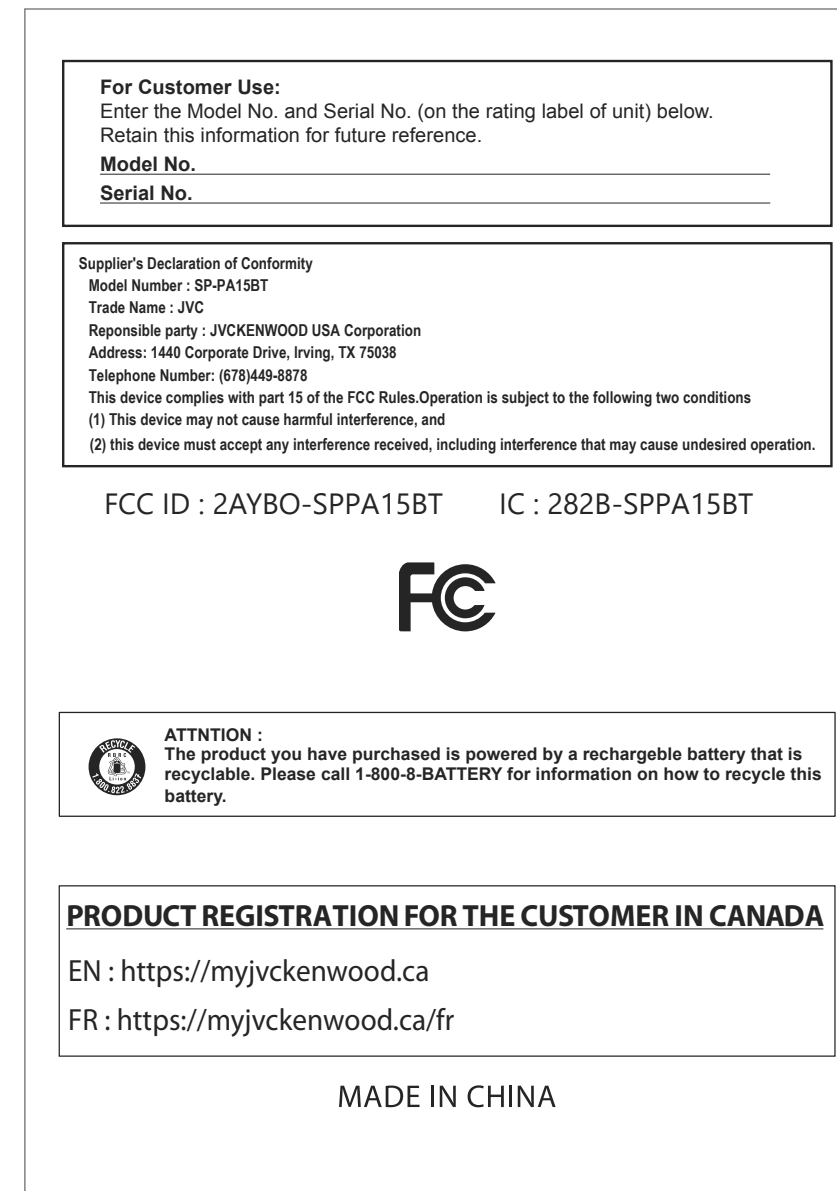 For Customer Use:
Enter the Model No. and Serial No. (on the rating label of unit) below.
Retain this information for future reference.
Model No.
Serial No.
Supplier's Declaration of Conformity
Model Number : SP-PA15BT
Trade Name : JVC
Reponsible party : JVCKENWOOD USA Corporation
Address: 1440 Corporate Drive, Irving, TX 75038
Telephone Number: (678)449-8878
This device complies with part 15 of the FCC Rules.Operation is subject to the following two conditions
(1) This device may not cause harmful interference, and
(2) this device must accept any interference received, including interference that may cause undesired operation.
FCC ID : 2AYBO-SPPA15BT IC : 282B-SPPA15BT
FC
RECYCLE
RBRC
Li-Ion
1.800.822.8837
ATTNTION :
The product you have purchased is powered by a rechargeble battery that is
recyclable. Please call 1-800-8-BATTERY for information on how to recycle this
battery.
PRODUCT REGISTRATION FOR THE CUSTOMER IN CANADA
EN : https://myjvckenwood.ca
FR : https://myjvckenwood.ca/fr
MADE IN CHINA